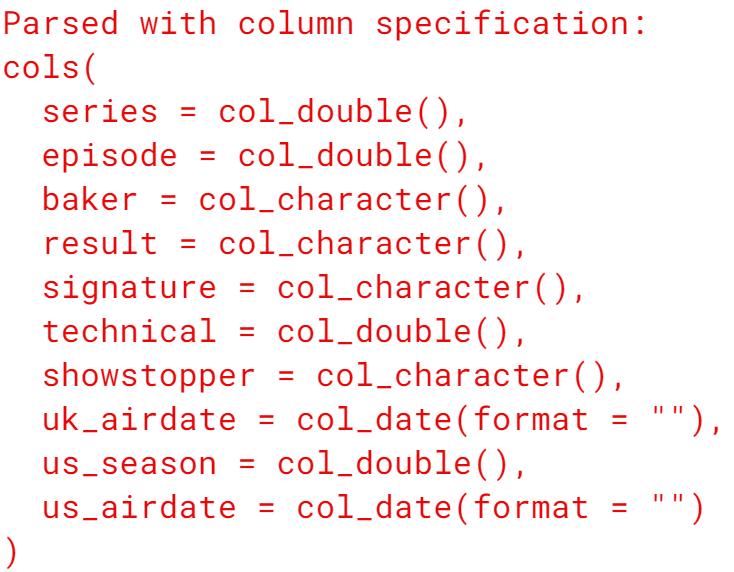 Parsed with column specification:
cols(
  series = col_double(),
  episode = col_double(),
  baker = col_character(),
  result = col_character(),
  signature = col_character(),
  technical = col_double(),
  showstopper = col_character(),
  uk_airdate = col_date(format = ""),
  us_season = col_double(),
  us_airdate = col_date(format = "")
)